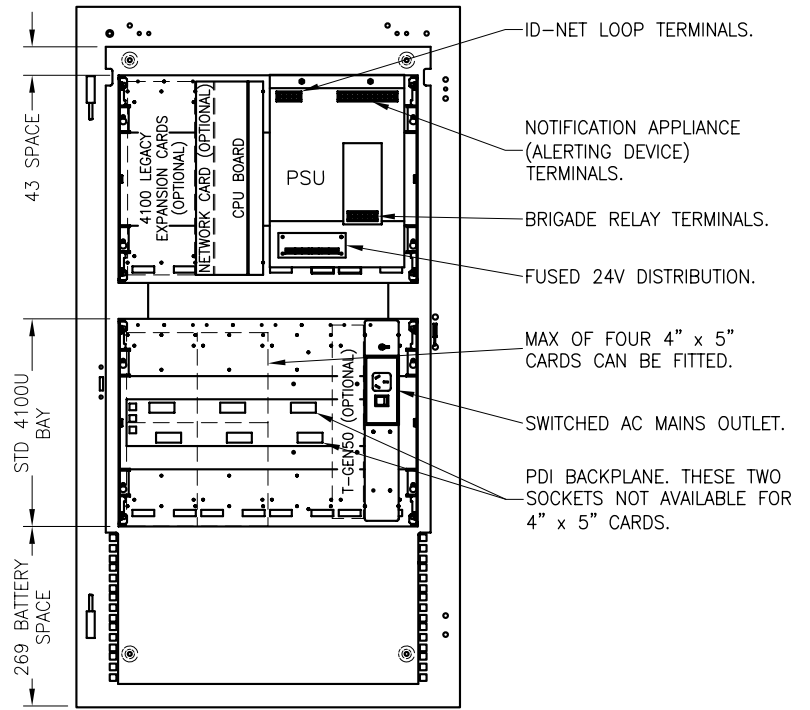 ID-NET LOOP TERMINALS.
NOTIFICATION APPLIANCE
(ALERTING DEVICE)
TERMINALS.
BRIGADE RELAY TERMINALS.
FUSED 24V DISTRIBUTION.
MAX OF FOUR 4" x 5"
CARDS CAN BE FITTED.
SWITCHED AC MAINS OUTLET.
PDI BACKPLANE. THESE TWO
SOCKETS NOT AVAILABLE FOR
4" x 5" CARDS.
43 SPACE
STD 4100U
BAY
269 BATTERY
SPACE
4100 LEGACY
EXPANSION CARDS
(OPTIONAL)
NETWORK CARD (OPTIONAL)
CPU BOARD
PSU
T-GEN50 (OPTIONAL)